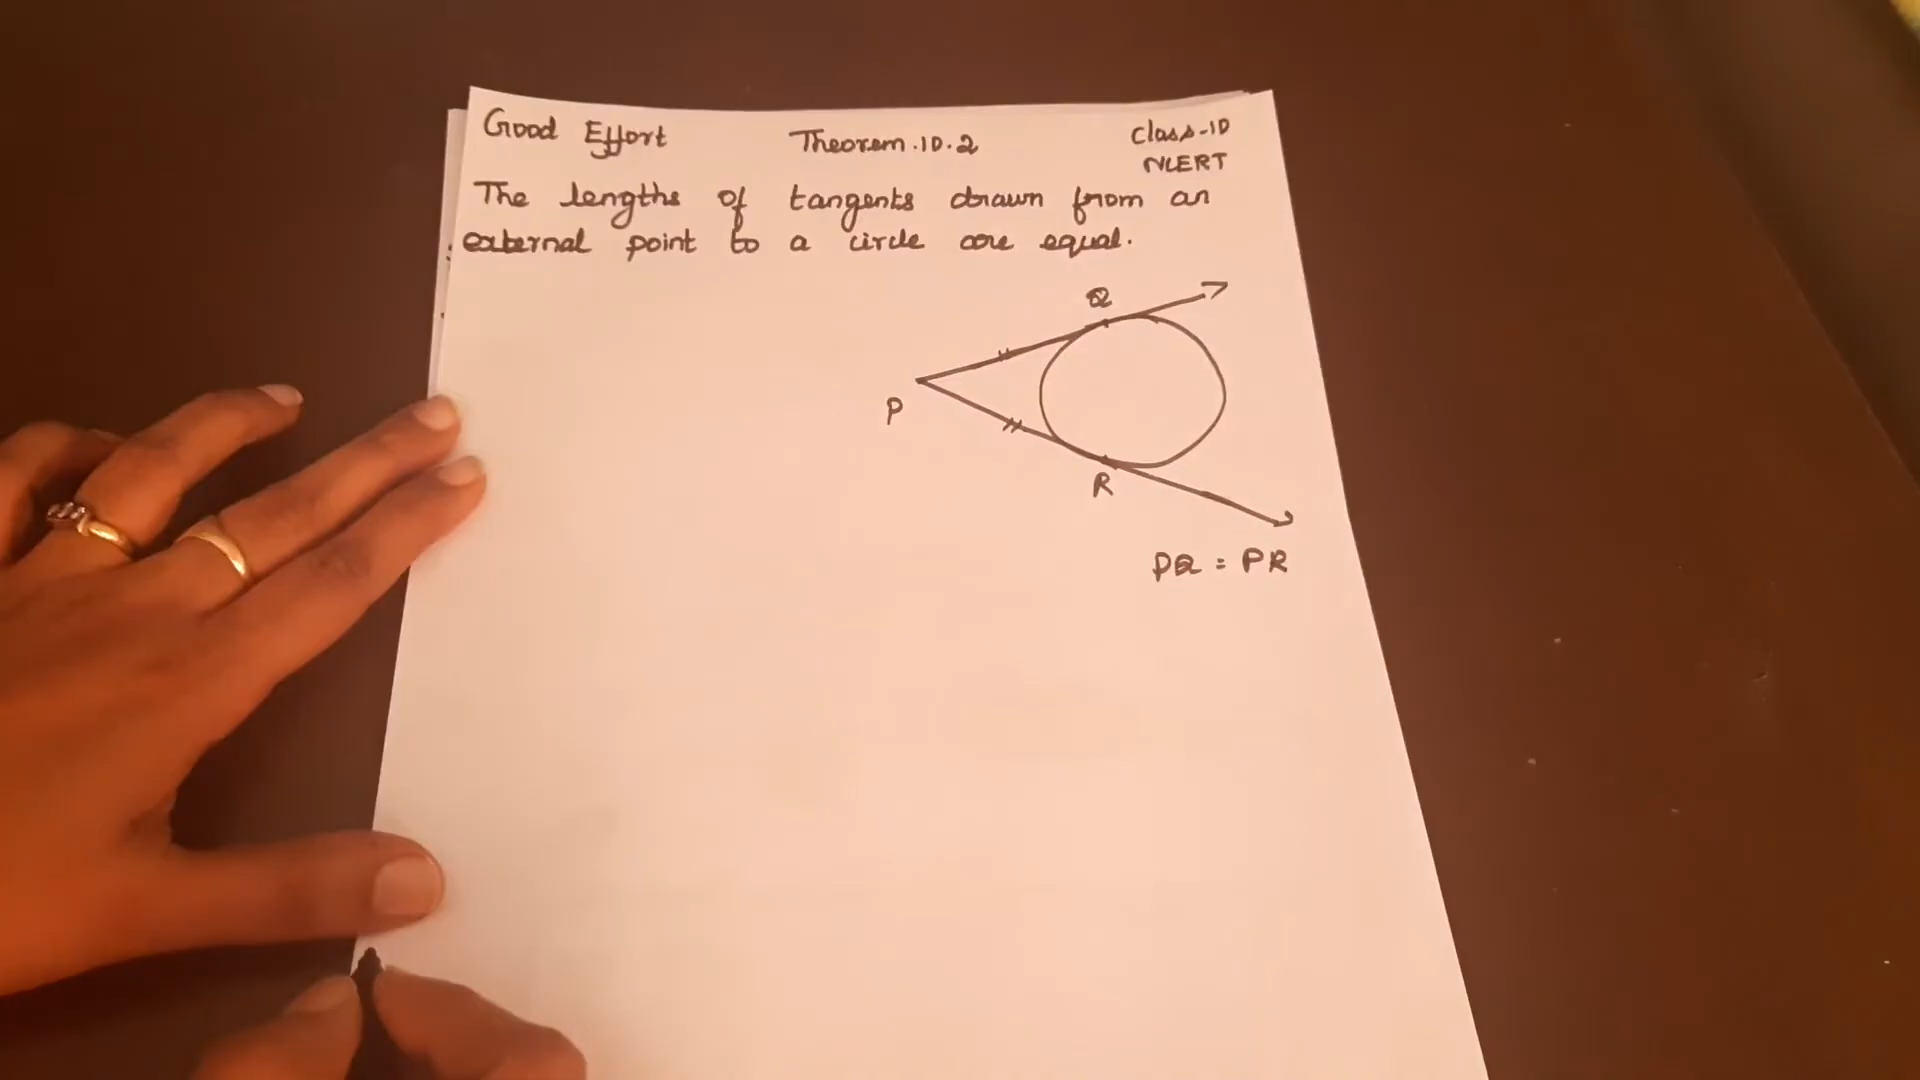 Good Effort
Theorem.10.2
Class-10
NCERT
The lengths of tangents drawn from an
external point to a circle are equal.
Q
P
R
PQ = PR